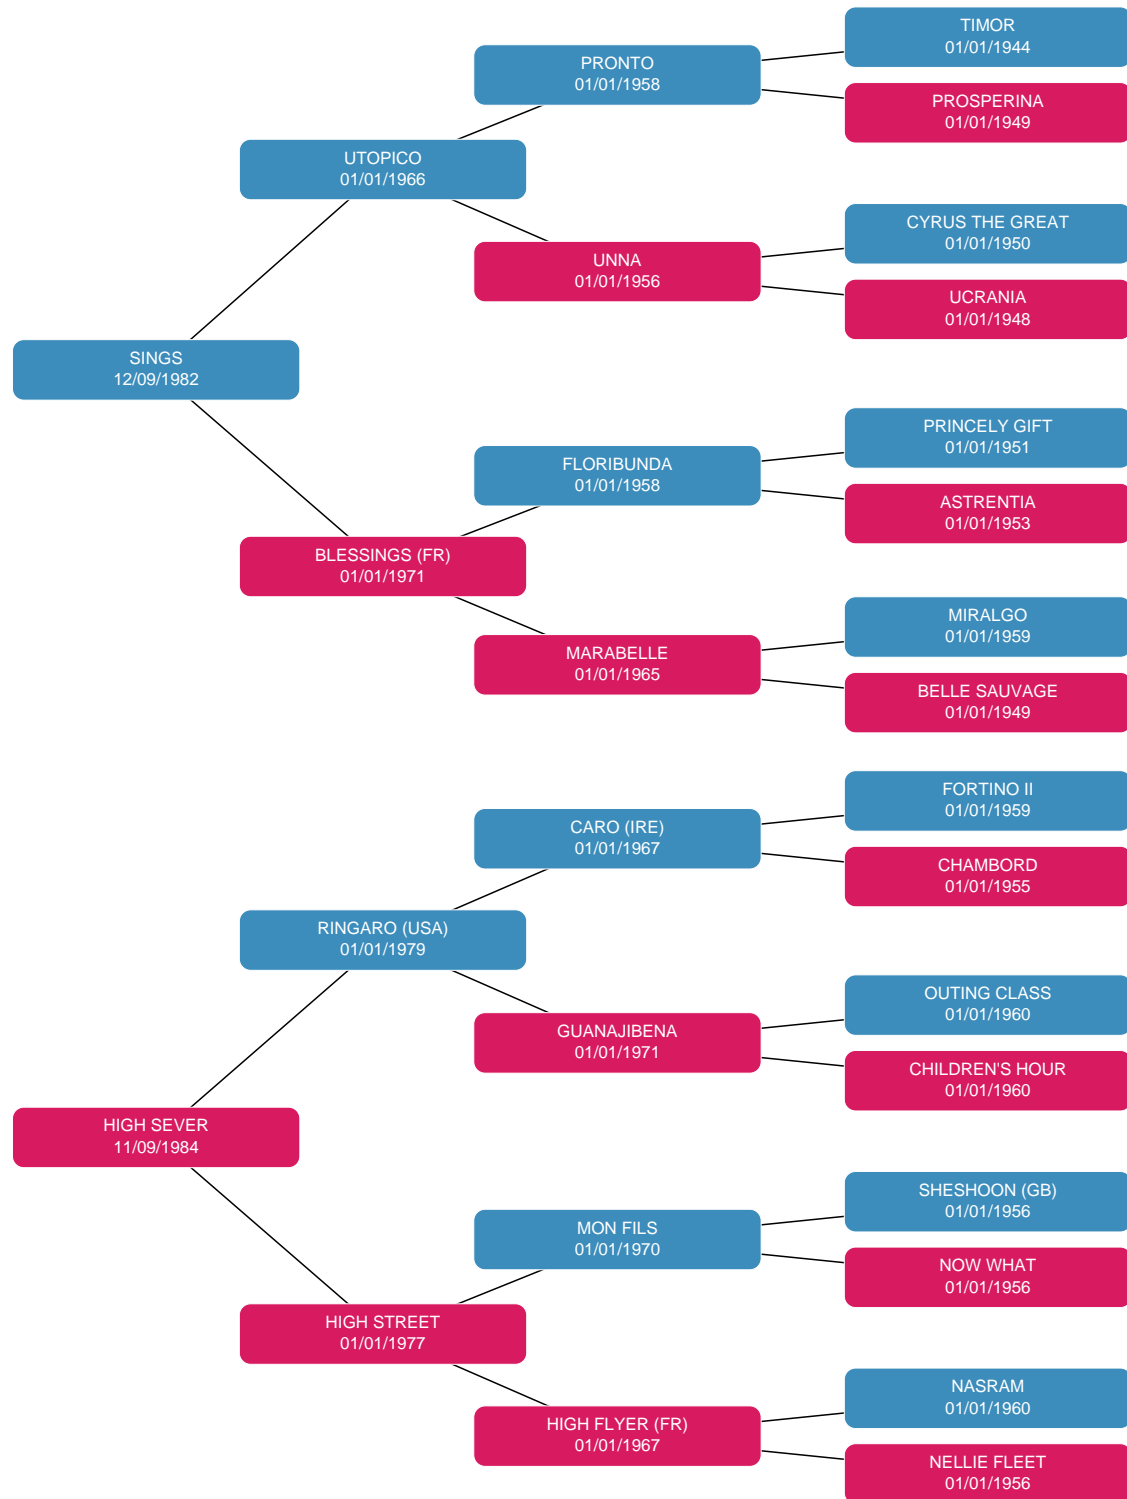 TIMOR
01/01/1944
PRONTO
01/01/1958
PROSPERINA
01/01/1949
UTOPICO
01/01/1966
CYRUS THE GREAT
01/01/1950
UNNA
01/01/1956
UCRANIA
01/01/1948
SINGS
12/09/1982
PRINCELY GIFT
01/01/1951
FLORIBUNDA
01/01/1958
ASTRENTIA
01/01/1953
BLESSINGS (FR)
01/01/1971
MIRALGO
01/01/1959
MARABELLE
01/01/1965
BELLE SAUVAGE
01/01/1949
FORTINO II
01/01/1959
CARO (IRE)
01/01/1967
CHAMBORD
01/01/1955
RINGARO (USA)
01/01/1979
OUTING CLASS
01/01/1960
GUANAJIBENA
01/01/1971
CHILDREN'S HOUR
01/01/1960
HIGH SEVER
11/09/1984
SHESHOON (GB)
01/01/1956
MON FILS
01/01/1970
NOW WHAT
01/01/1956
HIGH STREET
01/01/1977
NASRAM
01/01/1960
HIGH FLYER (FR)
01/01/1967
NELLIE FLEET
01/01/1956